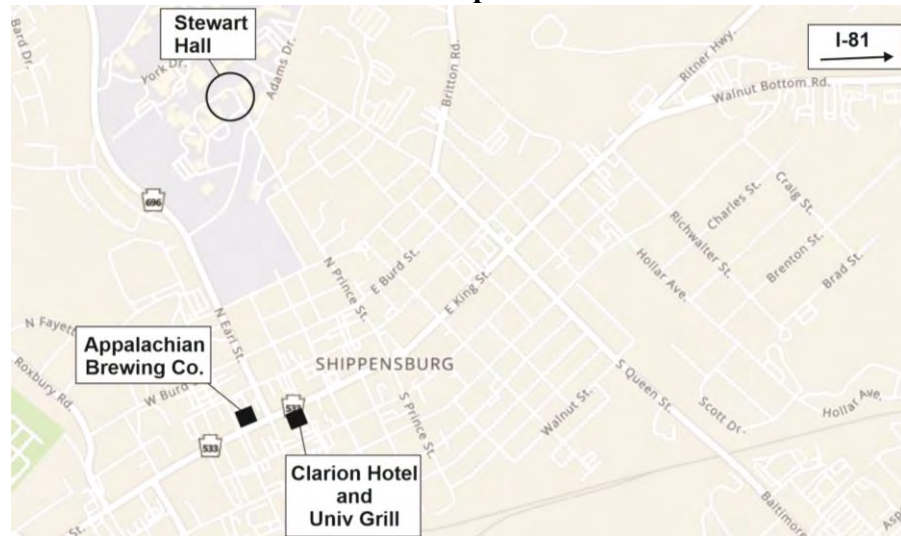 Stewart
Hall
I-81
Bard Dr.
York Dr.
Adams Dr.
Britton Rd.
Ritner Hwy.
Walnut Bottom Rd.
696
Craig St.
Charles St.
Richwalter St.
Brenton St.
Hollar Ave.
Brad St.
E Burd St.
N Prince St.
E King St.
N Earl St.
N Fayett
Appalachian
Brewing Co.
SHIPPENSBURG
Roxbury Rd.
W Burd
533
533
S Prince St.
Walnut St.
S Queen St.
Scott Dr.
Hollar Ave.
Clarion Hotel
and
Univ Grill
Baltimore
St.